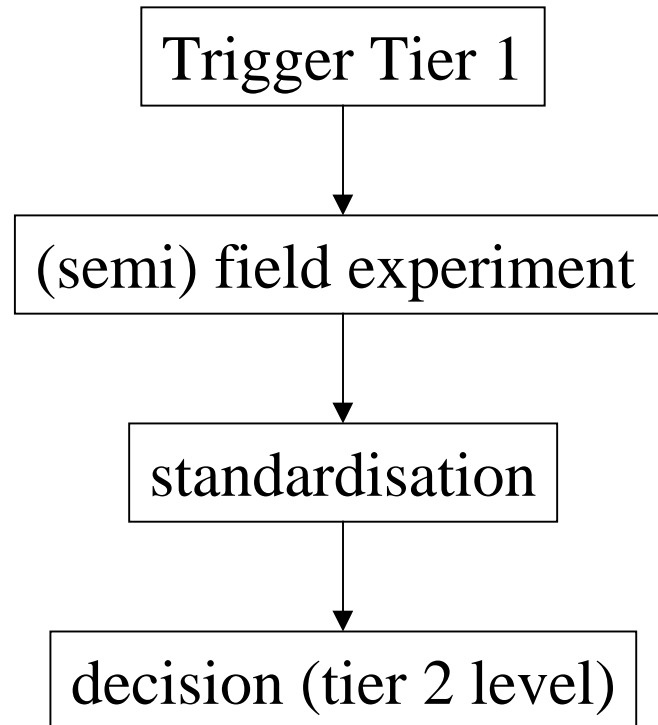 Trigger Tier 1
(semi) field experiment
standardisation
decision (tier 2 level)